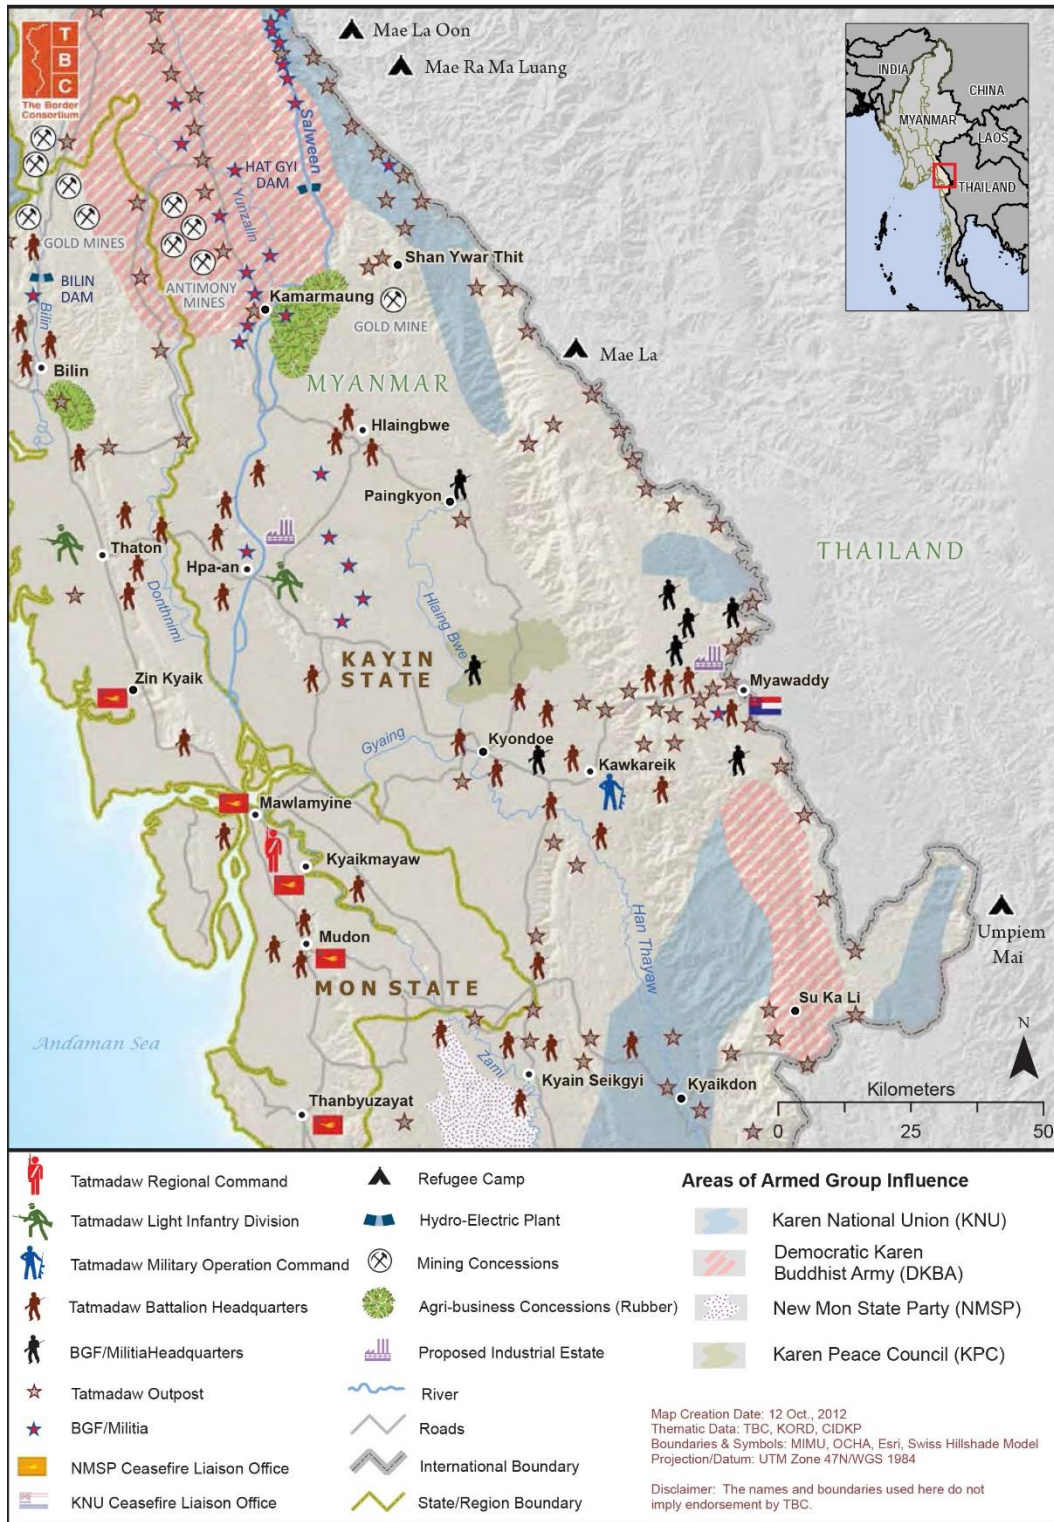 T
B
C
The Border
Consortium
Mae La Oon
Mae Ra Ma Luang
INDIA
CHINA
MYANMAR
LAOS
THAILAND
Salween
HAT GYI
DAM
Yunzalin
GOLD MINES
BILIN
DAM
Bilin
ANTIMONY
MINES
Kamarmaung
Shan Ywar Thit
GOLD MINE
Mae La
Bilin
MYANMAR
Hlaingbwe
Paingkyon
THAILAND
Thaton
Hpa-an
Donthnimi
Hlaing Bwe
KAYIN
STATE
Zin Kyaik
Myawaddy
Gyaing
Kyondoe
Kawkareik
Mawlamyine
Kyaikmayaw
Han Thayaw
Mudon
Umpiem
Mai
MON STATE
Su Ka Li
Andaman Sea
Zami
N
Kyain Seikgyi
Kyaikdon
Kilometers
Thanbyuzayat
0 25 50
Tatmadaw Regional Command
Tatmadaw Light Infantry Division
Tatmadaw Military Operation Command
Tatmadaw Battalion Headquarters
BGF/MilitiaHeadquarters
Tatmadaw Outpost
BGF/Militia
NMSP Ceasefire Liaison Office
KNU Ceasefire Liaison Office
Refugee Camp
Hydro-Electric Plant
Mining Concessions
Agri-business Concessions (Rubber)
Proposed Industrial Estate
River
Roads
International Boundary
State/Region Boundary
Areas of Armed Group Influence
Karen National Union (KNU)
Democratic Karen
Buddhist Army (DKBA)
New Mon State Party (NMSP)
Karen Peace Council (KPC)
Map Creation Date: 12 Oct., 2012
Thematic Data: TBC, KORD, CIDKP
Boundaries & Symbols: MIMU, OCHA, Esri, Swiss Hillshade Model
Projection/Datum: UTM Zone 47N/WGS 1984
Disclaimer: The names and boundaries used here do not
imply endorsement by TBC.